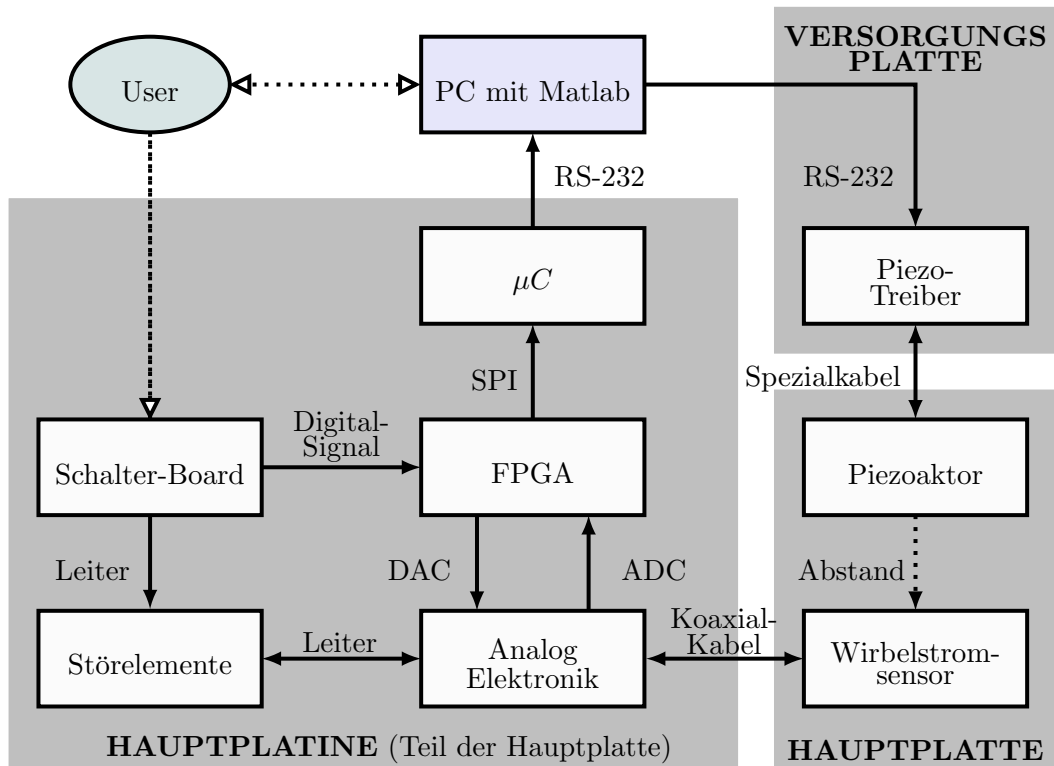 VERSORGUNGS
PLATTE
User
PC mit Matlab
RS-232
RS-232
μC
Piezo-
Treiber
SPI
Spezialkabel
Digital-
Signal
Schalter-Board
FPGA
Piezoaktor
Leiter
DAC
ADC
Abstand
Koaxial-
Kabel
Leiter
Störelemente
Analog
Elektronik
Wirbelstrom-
sensor
HAUPTPLATINE (Teil der Hauptplatte)
HAUPTPLATTE